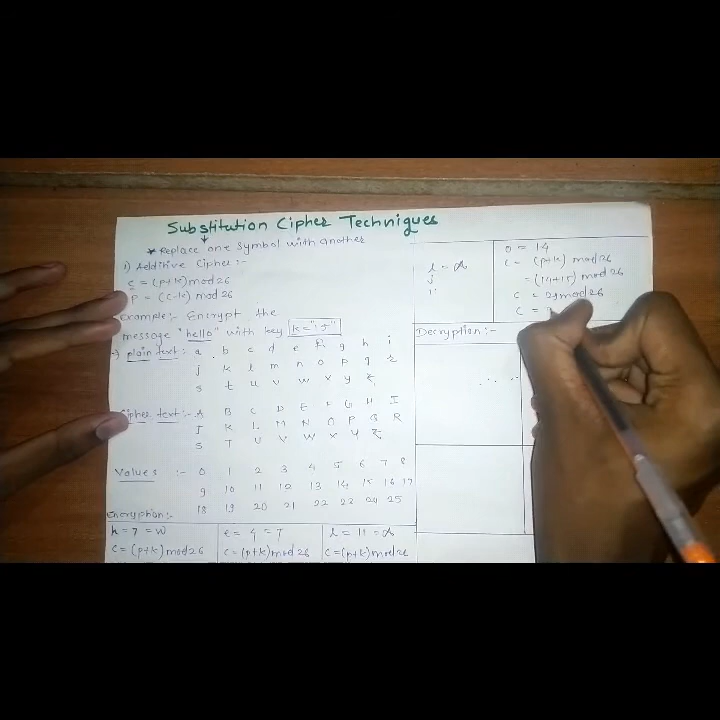 Substitution Cipher Techniques
* Replace one symbol with another
1) Additive Cipher:-
C = (P+k) mod 26
P = (C-k) mod 26
Example:- Encrypt the
message "hello" with key k="15"
plain text:- a b c d e f g h i
j k l m n o p q r
s t u v w x y z
Cipher text:- A B C D E F G H I
J K L M N O P Q R
S T U V W X Y Z
Values :- 0 1 2 3 4 5 6 7 8
9 10 11 12 13 14 15 16 17
18 19 20 21 22 23 24 25
Encryption:-
h = 7 = W
C = (P+k) mod 26
e = 4 = T
C = (P+k) mod 26
l = 11 = A
C = (P+k) mod 26
l = A
o = 14
C = (P+k) mod 26
= (14+15) mod 26
C = 29 mod 26
C =
Decryption:-